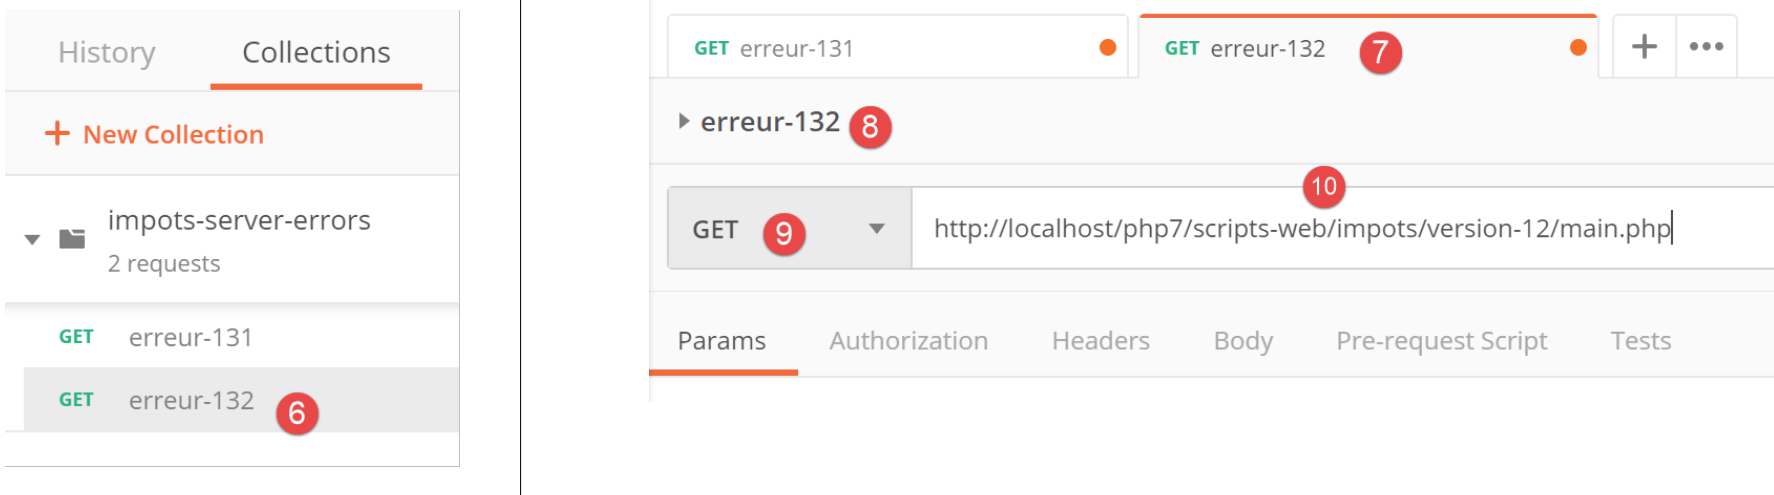 History Collections
+ New Collection
impots-server-errors
2 requests
GET erreur-131
GET erreur-132 6
GET erreur-131 GET erreur-132 7 + •••
erreur-132 8
10
GET 9 http://localhost/php7/scripts-web/impots/version-12/main.php
Params Authorization Headers Body Pre-request Script Tests